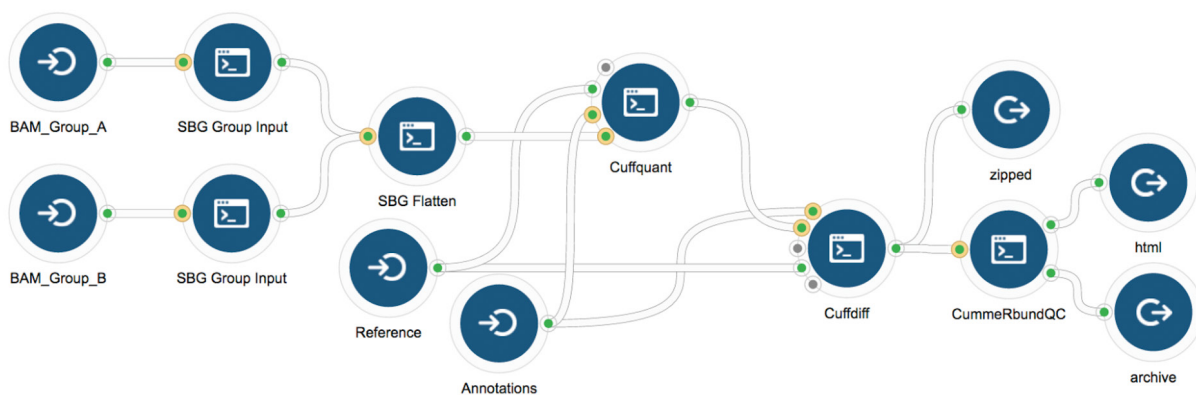 BAM_Group_A
SBG Group Input
BAM_Group_B
SBG Group Input
SBG Flatten
Reference
Annotations
Cuffquant
Cuffdiff
zipped
CummeRbundQC
html
archive